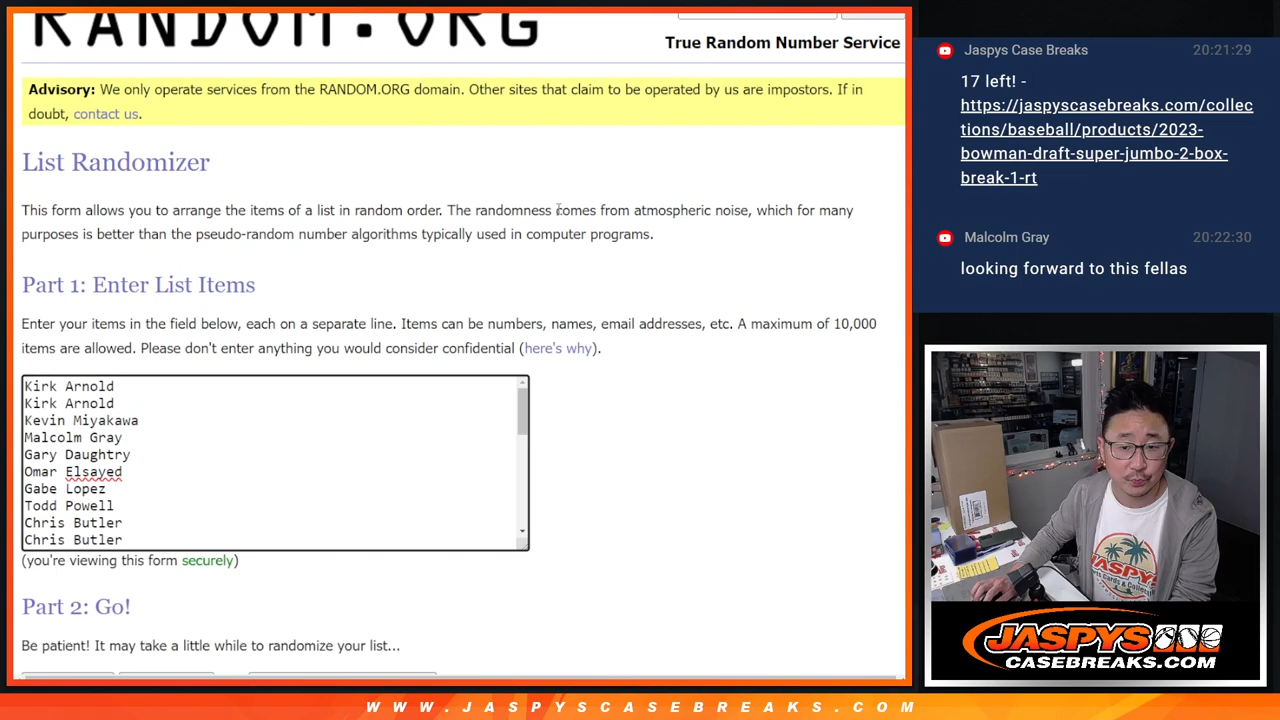 RANDOM.ORG
True Random Number Service
Advisory: We only operate services from the RANDOM.ORG domain. Other sites that claim to be operated by us are impostors. If in
doubt, contact us.
List Randomizer
This form allows you to arrange the items of a list in random order. The randomness comes from atmospheric noise, which for many
purposes is better than the pseudo-random number algorithms typically used in computer programs.
Part 1: Enter List Items
Enter your items in the field below, each on a separate line. Items can be numbers, names, email addresses, etc. A maximum of 10,000
items are allowed. Please don't enter anything you would consider confidential (here's why).
Kirk Arnold
Kirk Arnold
Kevin Miyakawa
Malcolm Gray
Gary Daughtry
Omar Elsayed
Gabe Lopez
Todd Powell
Chris Butler
Chris Butler
(you're viewing this form securely)
Part 2: Go!
Be patient! It may take a little while to randomize your list...
Jaspys Case Breaks 20:21:29
17 left! -
https://jaspyscasebreaks.com/collec
tions/baseball/products/2023-
bowman-draft-super-jumbo-2-box-
break-1-rt
Malcolm Gray 20:22:30
looking forward to this fellas
JASPY'S
JASPYS
CASEBREAKS.COM
WWW.JASPYSCASEBREAKS.COM